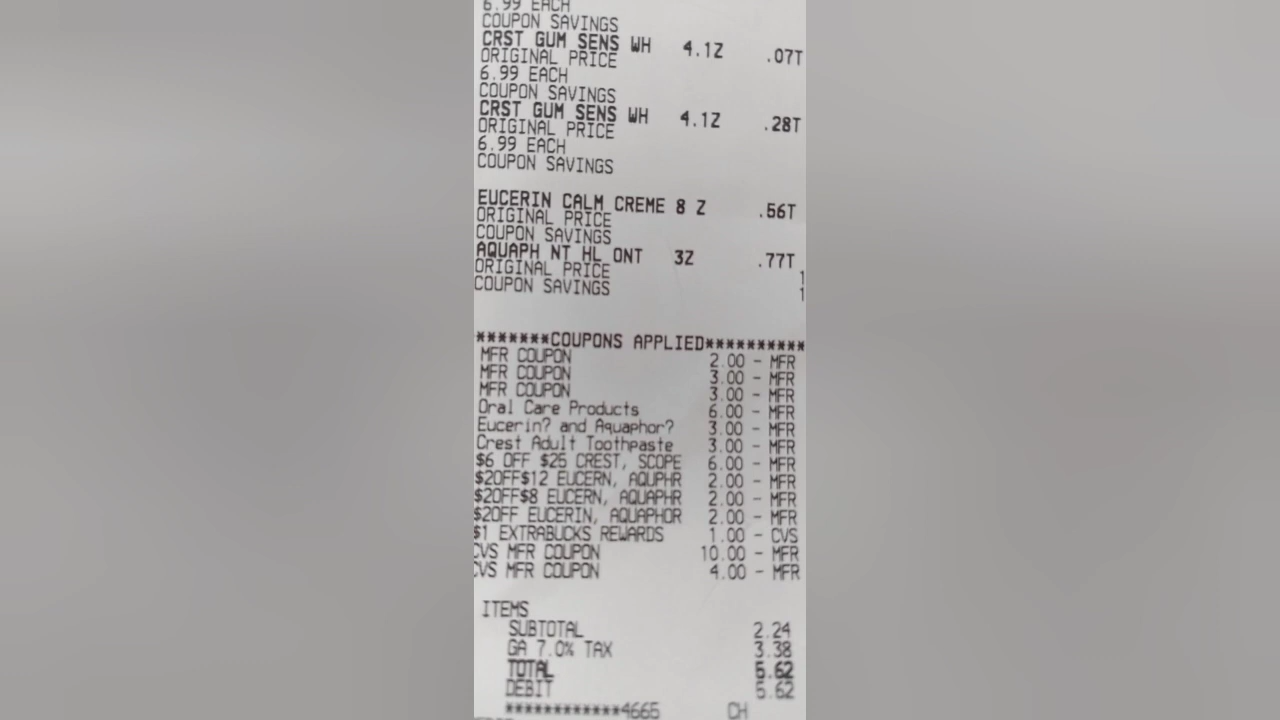 6.99 EACH
COUPON SAVINGS
CRST GUM SENS WH 4.1Z .07T
ORIGINAL PRICE
6.99 EACH
COUPON SAVINGS
CRST GUM SENS WH 4.1Z .28T
ORIGINAL PRICE
6.99 EACH
COUPON SAVINGS
EUCERIN CALM CREME 8 Z .56T
ORIGINAL PRICE
COUPON SAVINGS
AQUAPH NT HL ONT 3Z .77T
ORIGINAL PRICE 1
COUPON SAVINGS 1
*******COUPONS APPLIED**********
MFR COUPON 2.00 - MFR
MFR COUPON 3.00 - MFR
MFR COUPON 3.00 - MFR
Oral Care Products 6.00 - MFR
Eucerin? and Aquaphor? 3.00 - MFR
Crest Adult Toothpaste 3.00 - MFR
$6 OFF $25 CREST, SCOPE 6.00 - MFR
$2OFF$12 EUCERN, AQUPHR 2.00 - MFR
$2OFF$8 EUCERN, AQUAPHR 2.00 - MFR
$2OFF EUCERIN, AQUAPHOR 2.00 - MFR
$1 EXTRABUCKS REWARDS 1.00 - CVS
CVS MFR COUPON 10.00 - MFR
CVS MFR COUPON 4.00 - MFR
ITEMS
SUBTOTAL 2.24
GA 7.0% TAX 3.38
TOTAL 5.62
DEBIT 5.62
************4665 CH